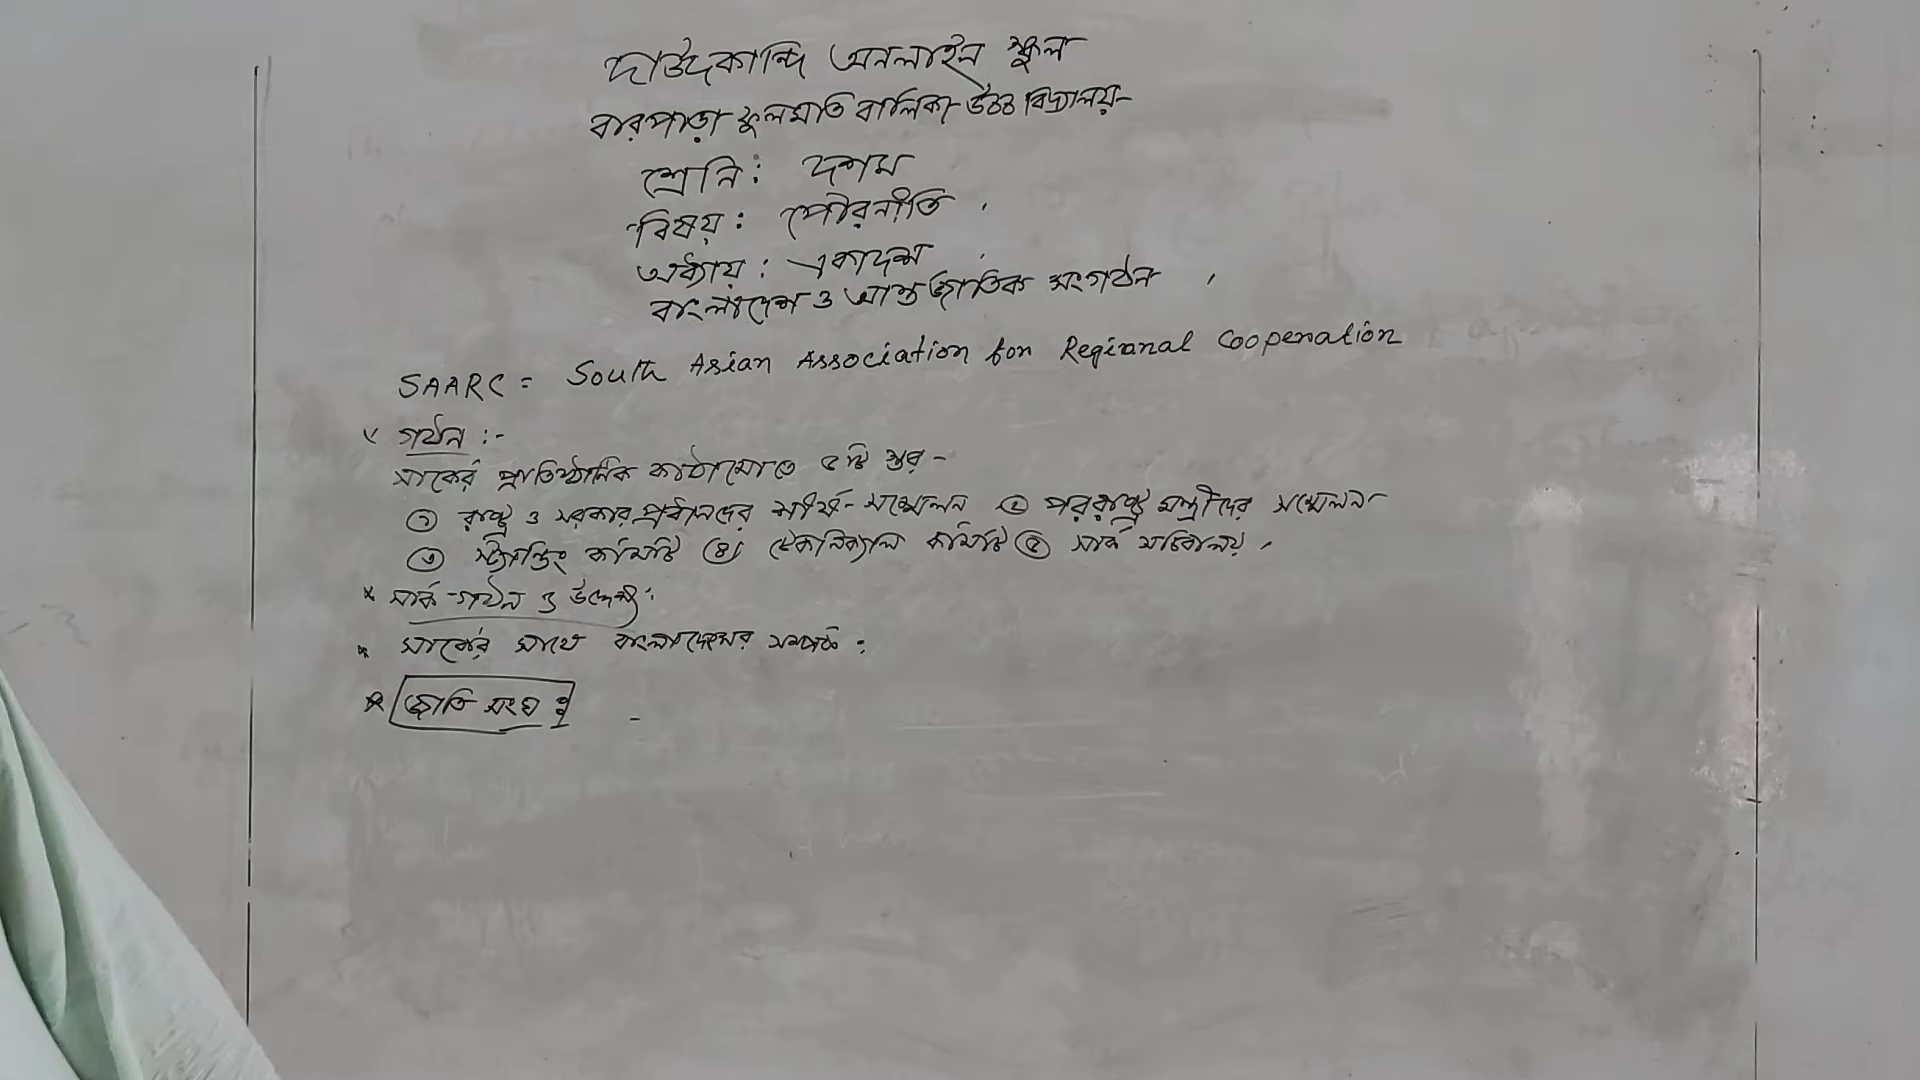 দাউদকান্দি অনলাইন স্কুল
বারপাড়া ফুলমতি বালিকা উচ্চ বিদ্যালয়
শ্রেনি : দশম
বিষয় : পৌরনীতি
অধ্যায় : একাদশ
বাংলাদেশ ও আন্তর্জাতিক সংগঠন
SAARC = South Asian Association for Regional Cooperation
গঠন :-
সার্কের প্রাতিষ্ঠানিক কাঠামোতে ৫টি স্তর -
① রাষ্ট্র ও সরকার প্রধানদের শীর্ষ-সম্মেলন ② পররাষ্ট্র মন্ত্রীদের সম্মেলন
③ স্ট্যান্ডিং কমিটি ④ টেকনিক্যাল কমিটি ⑤ সার্ক সচিবালয়
* সার্ক গঠন ও উদ্দেশ্য :
* সার্কের সাথে বাংলাদেশের সম্পর্ক :
* জাতি সংঘ :